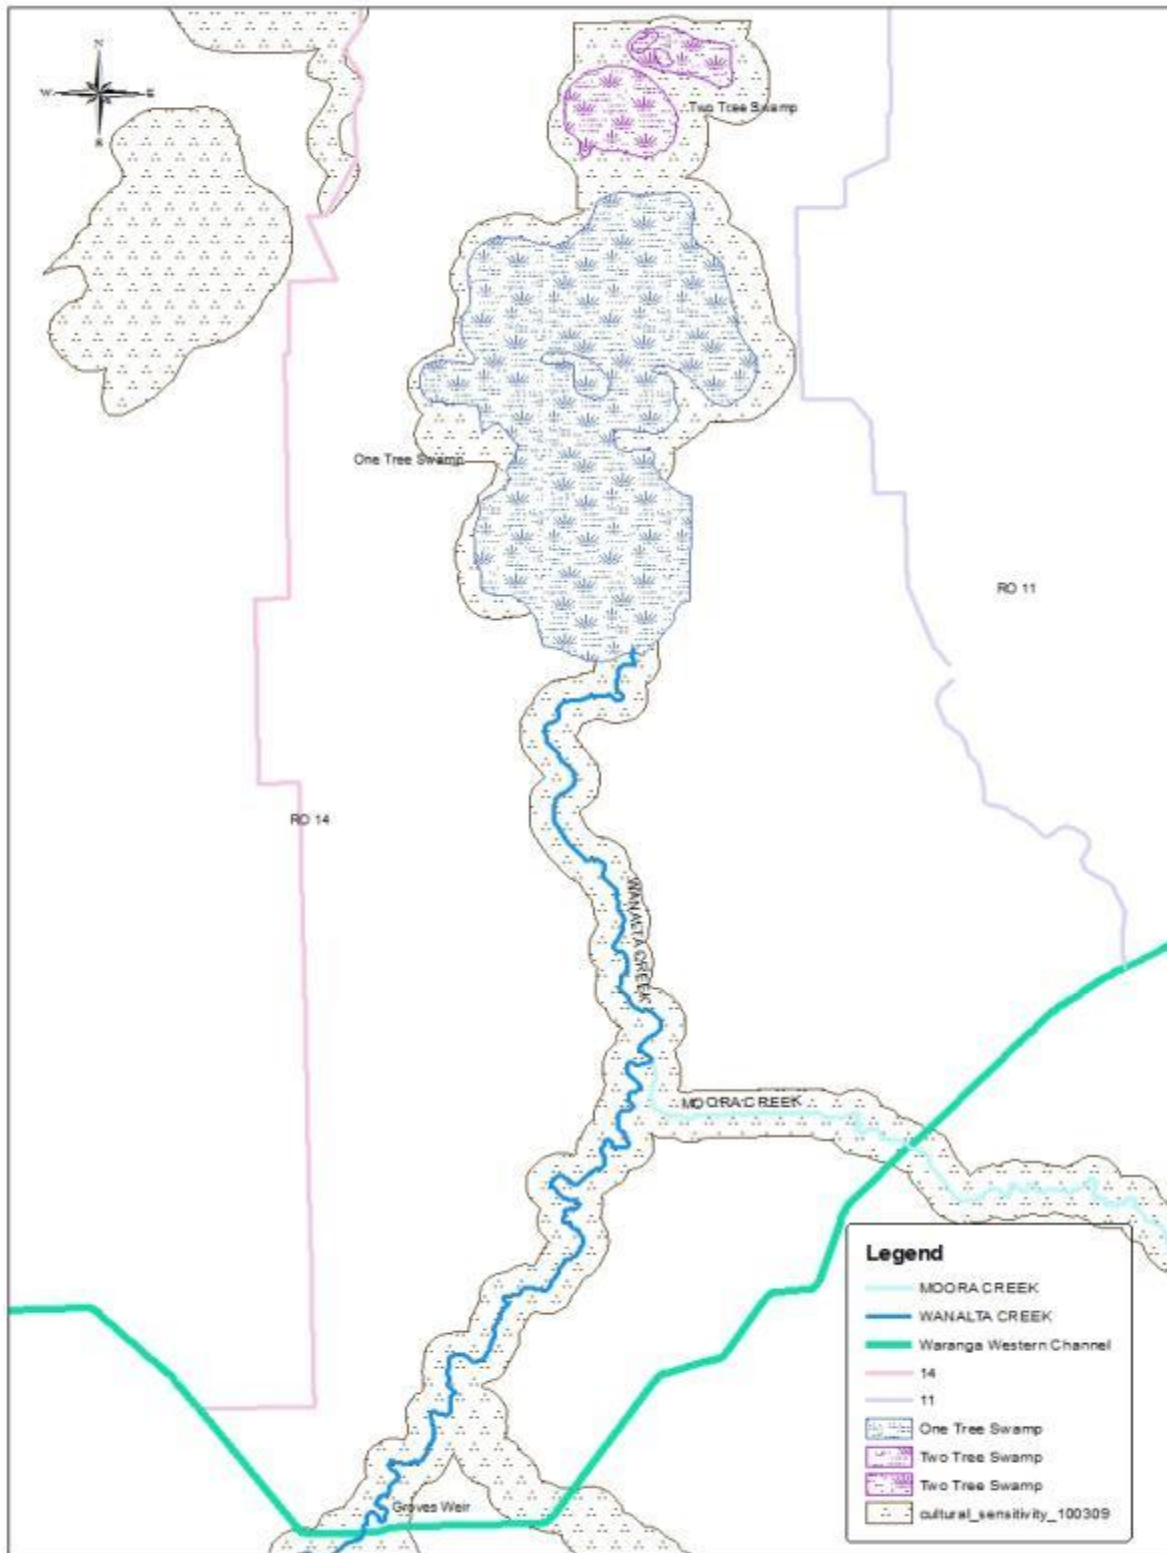 N
W E
S
Two Tree Swamp
One Tree Swamp
RO 11
RO 14
WANALTA CREEK
MOORA CREEK
Groves Weir
Legend
MOORA CREEK
WANALTA CREEK
Waranga Western Channel
14
11
One Tree Swamp
Two Tree Swamp
Two Tree Swamp
cultural_sensitivity_100309